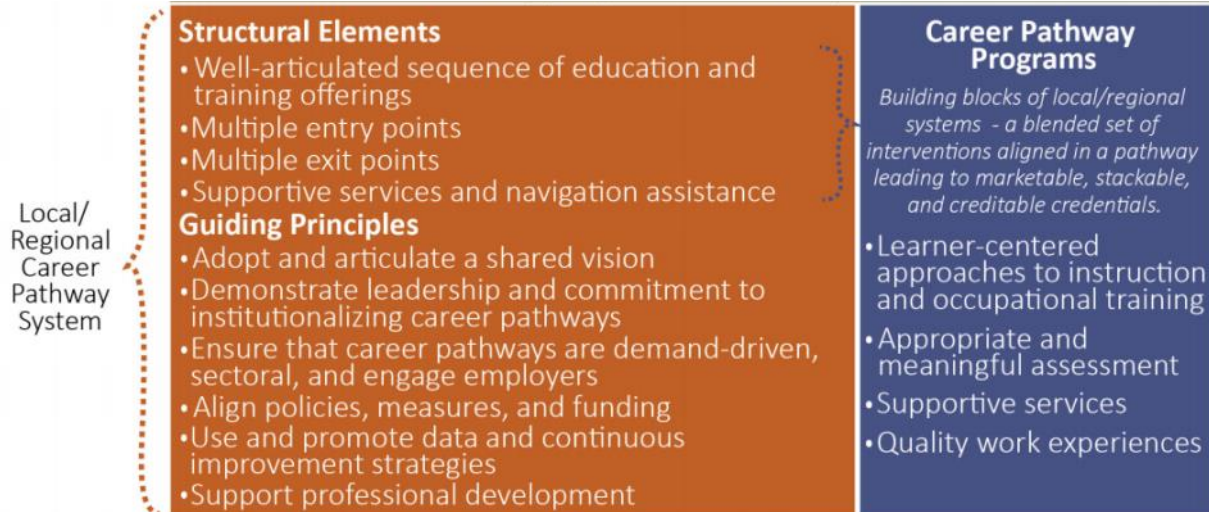 Local/
Regional
Career
Pathway
System
Structural Elements
•Well-articulated sequence of education and
training offerings
•Multiple entry points
•Multiple exit points
•Supportive services and navigation assistance
Guiding Principles
•Adopt and articulate a shared vision
•Demonstrate leadership and commitment to
institutionalizing career pathways
•Ensure that career pathways are demand-driven,
sectoral, and engage employers
•Align policies, measures, and funding
•Use and promote data and continuous
improvement strategies
•Support professional development
Career Pathway
Programs
Building blocks of local/regional
systems - a blended set of
interventions aligned in a pathway
leading to marketable, stackable,
and creditable credentials.
•Learner-centered
approaches to instruction
and occupational training
•Appropriate and
meaningful assessment
•Supportive services
•Quality work experiences